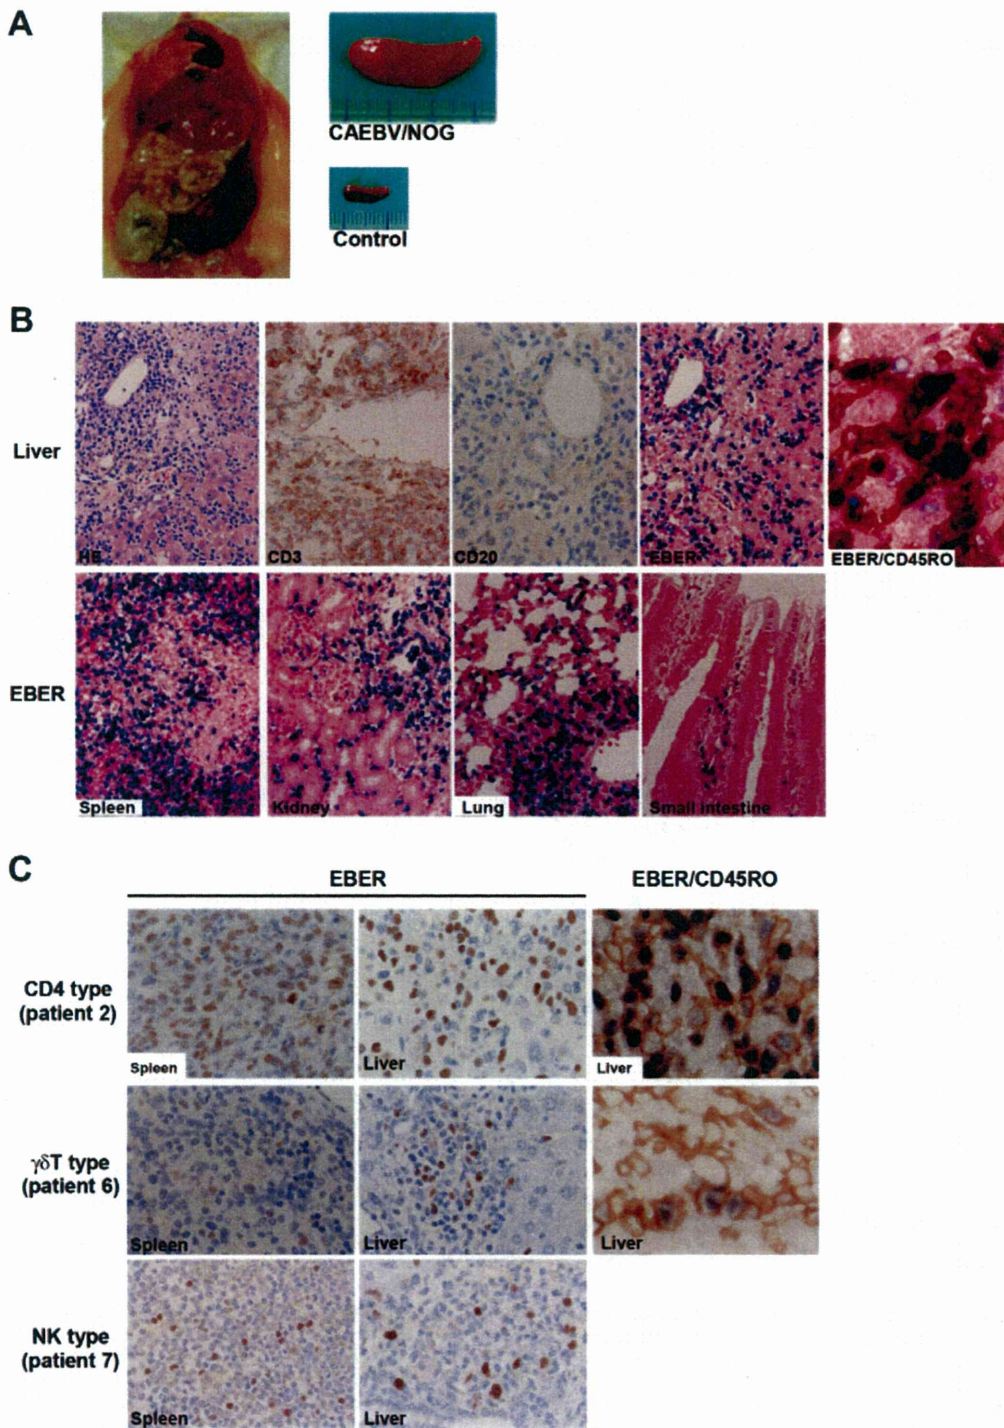 A
CAEBV/NOG
Control
B
Liver
HE
CD3
CD20
EBER
EBER/CD45RO
EBER
Spleen
Kidney
Lung
Small intestine
C
EBER
EBER/CD45RO
CD4 type
(patient 2)
Spleen
Liver
Liver
γδT type
(patient 6)
Spleen
Liver
Liver
NK type
(patient 7)
Spleen
Liver